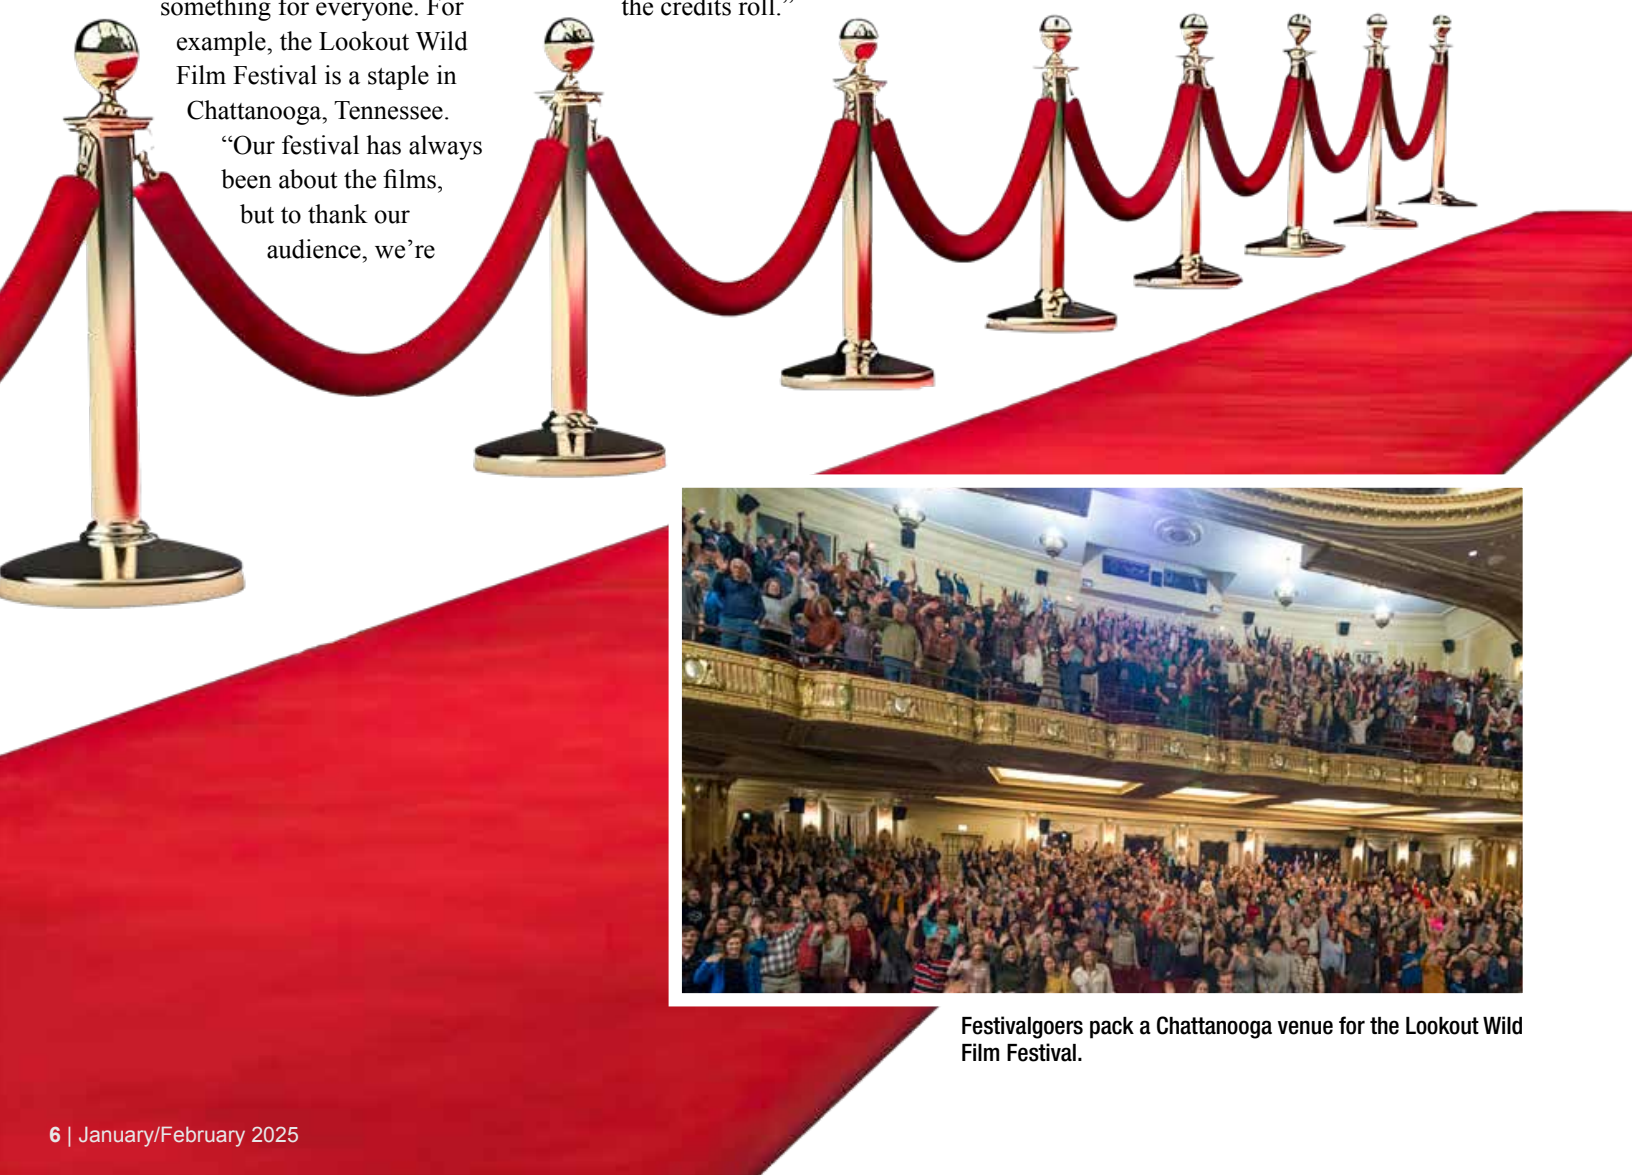 something for everyone. For
example, the Lookout Wild
Film Festival is a staple in
Chattanooga, Tennessee.
“Our festival has always
been about the films,
but to thank our
audience, we’re
the credits roll.”
Festivalgoers pack a Chattanooga venue for the Lookout Wild
Film Festival.
6 | January/February 2025